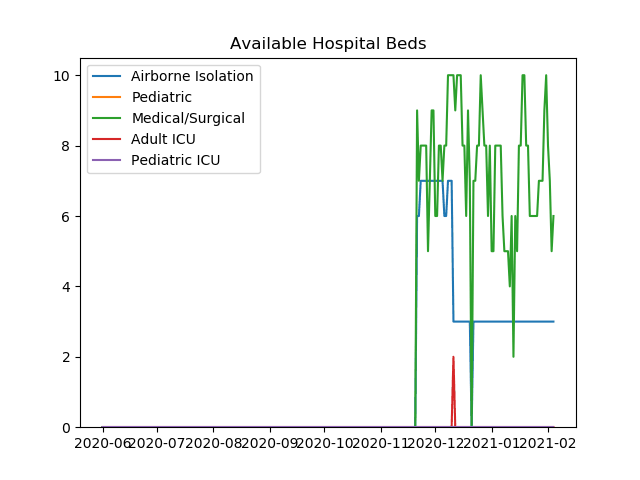 Available Hospital Beds
Airborne Isolation
Pediatric
Medical/Surgical
Adult ICU
Pediatric ICU
10
8
6
4
2
0
2020-06 2020-07 2020-08 2020-09 2020-10 2020-11 2020-12 2021-01 2021-02